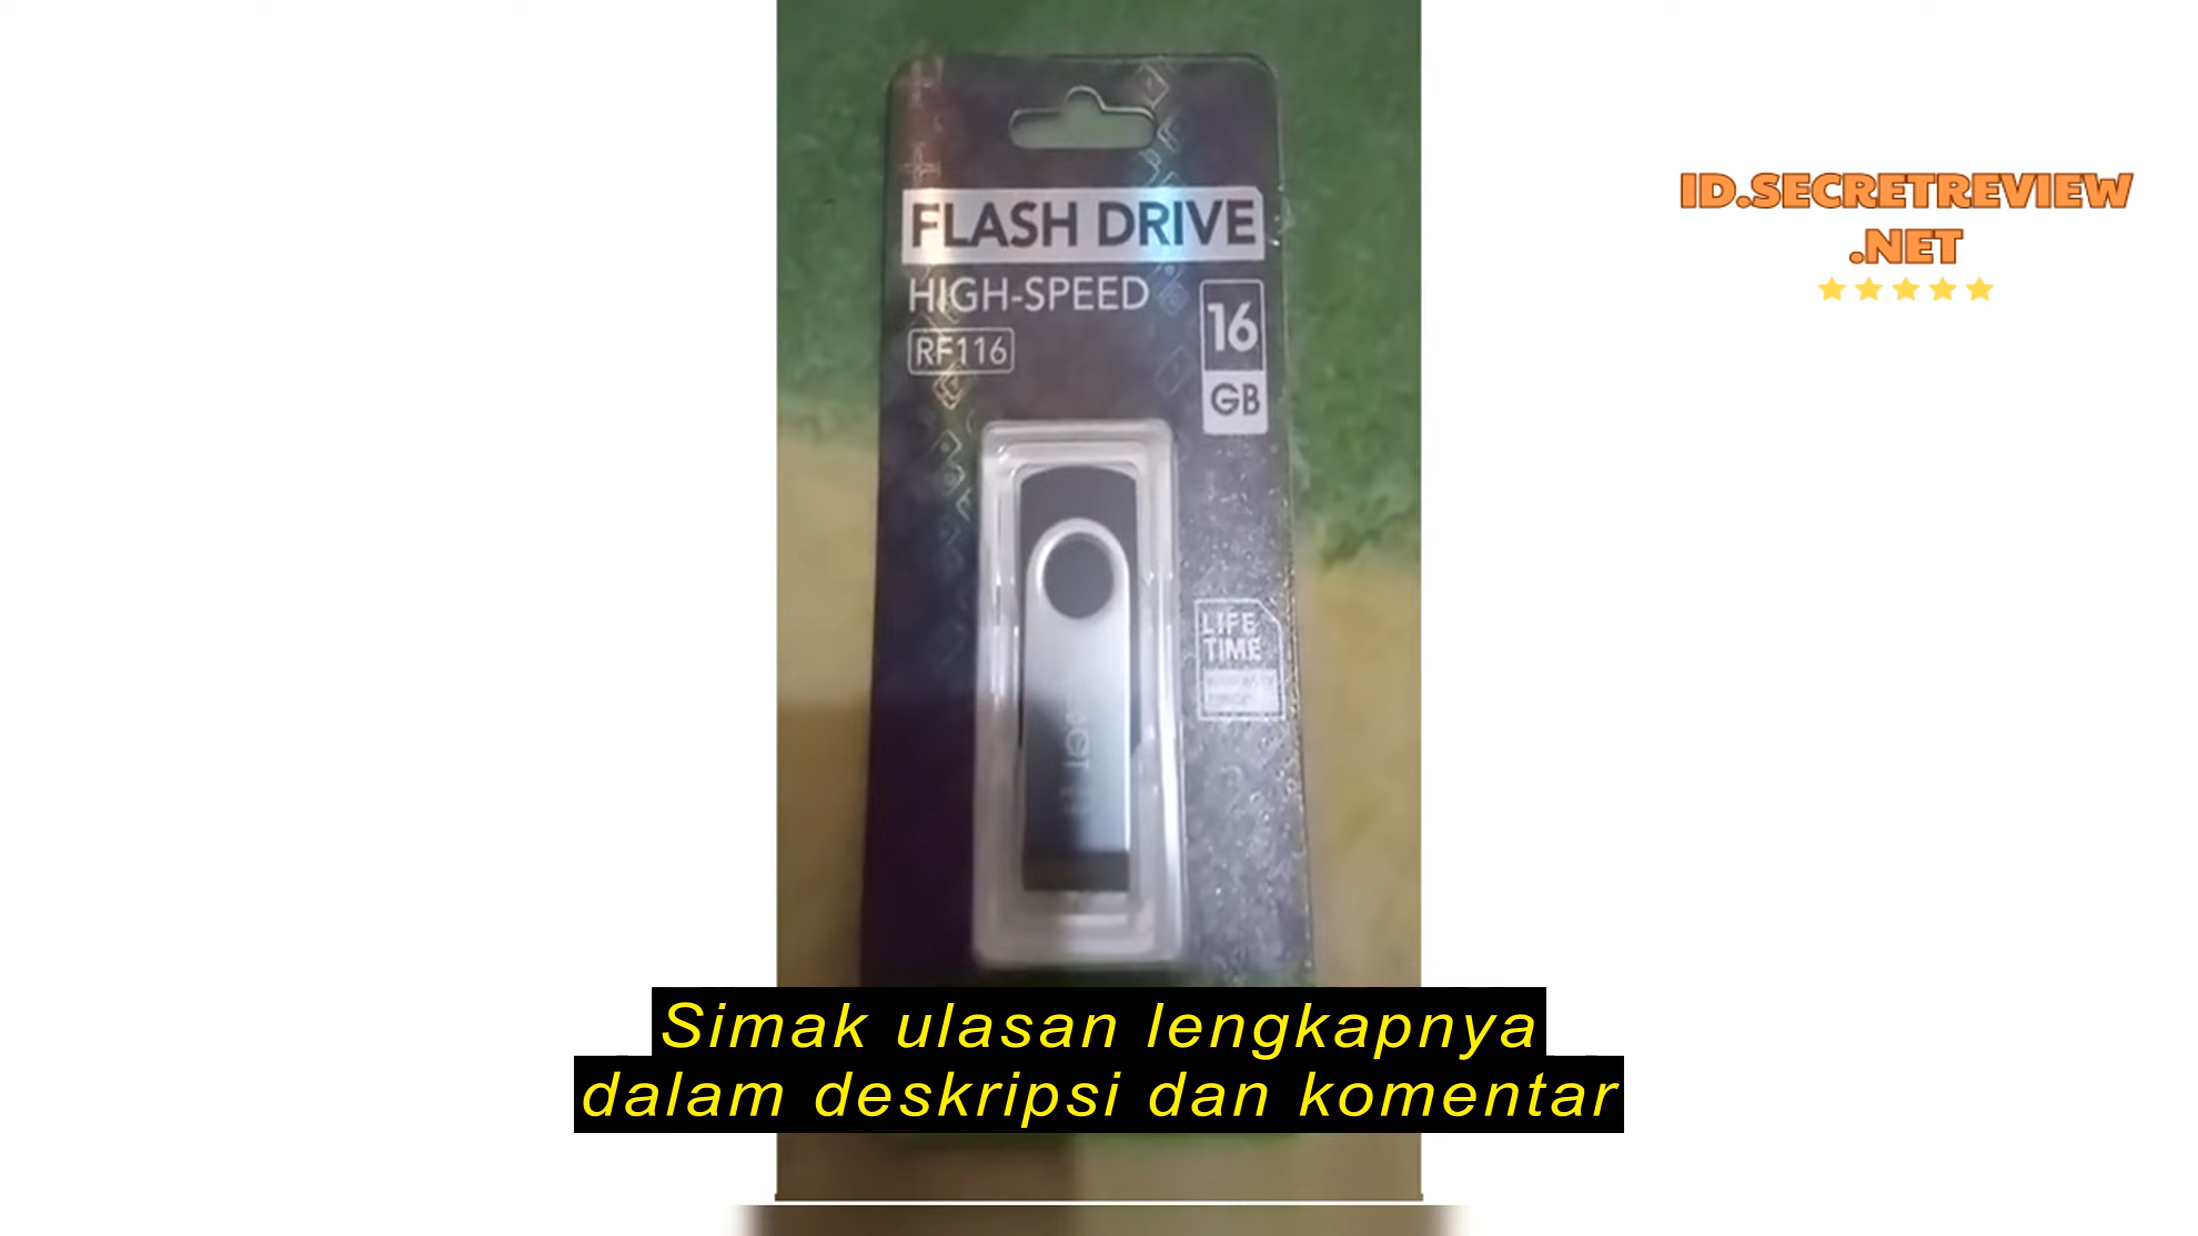 FLASH DRIVE
HIGH-SPEED
RF116
16
GB
LIFE
TIME
ID.SECRETREVIEW
.NET
Simak ulasan lengkapnya
dalam deskripsi dan komentar